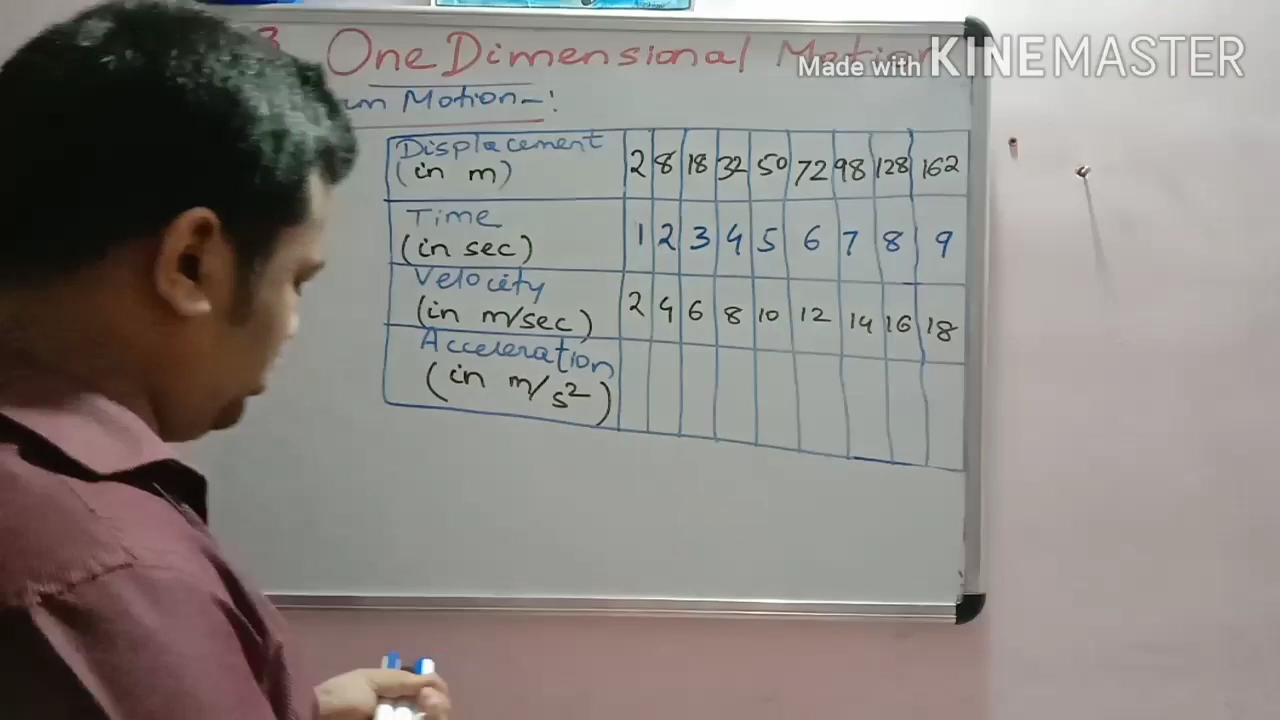 3 One Dimensional Motion
Made with KINEMASTER
Motion-:
Displacement (in m) 2 8 18 32 50 72 98 128 162
Time (in sec) 1 2 3 4 5 6 7 8 9
Velocity (in m/sec) 2 4 6 8 10 12 14 16 18
Acceleration (in m/s²)